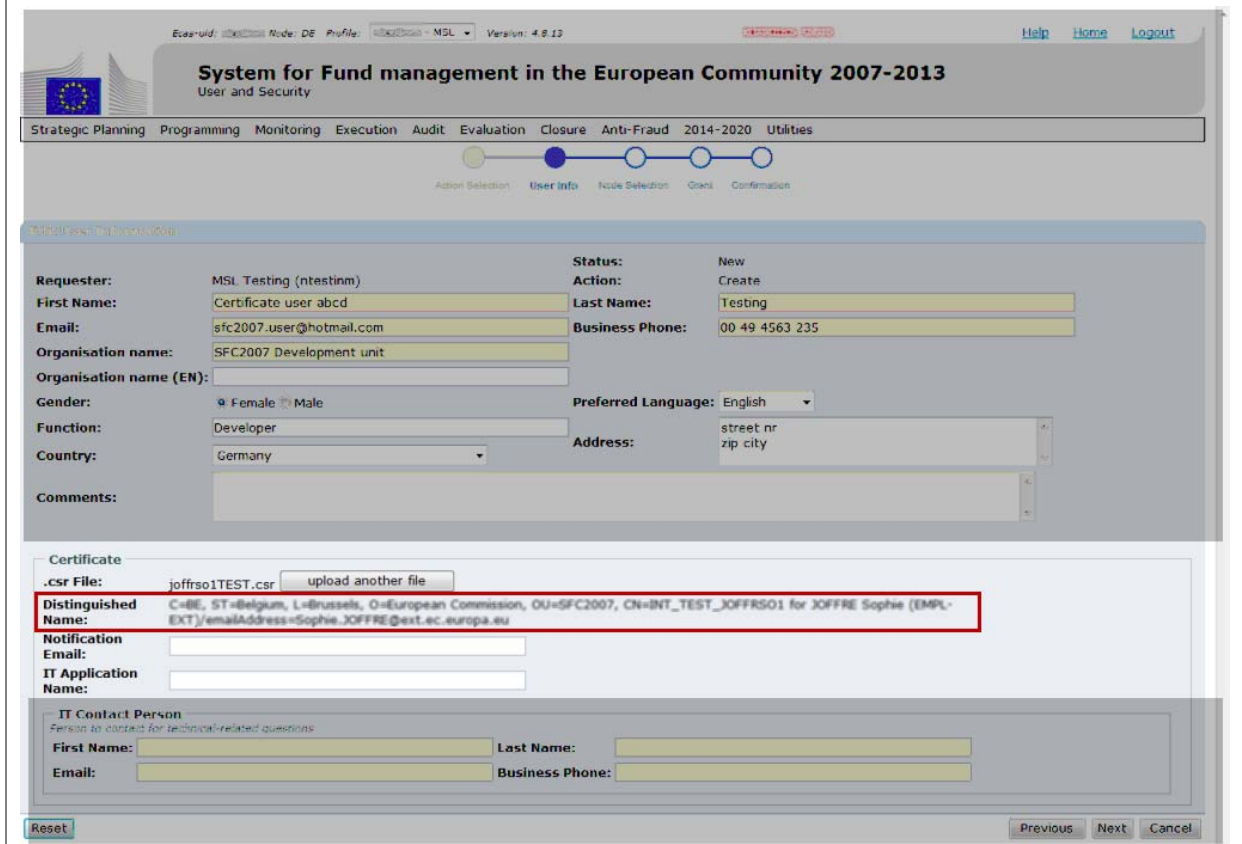 Ecas-uid: Node: DE Profile: - MSL Version: 4.8.13
Help Home Logout
System for Fund management in the European Community 2007-2013
User and Security
Strategic Planning Programming Monitoring Execution Audit Evaluation Closure Anti-Fraud 2014-2020 Utilities
Action Selection User Info Node Selection Grant Confirmation
Status: New
Requester: MSL Testing (ntestinm) Action: Create
First Name: Certificate user abcd Last Name: Testing
Email: sfc2007.user@hotmail.com Business Phone: 00 49 4563 235
Organisation name: SFC2007 Development unit
Organisation name (EN):
Gender: Female Male Preferred Language: English
Function: Developer
Address: street nr
zip city
Country: Germany
Comments:
Certificate
.csr File: joffrso1TEST.csr upload another file
Distinguished Name: C=BE, ST=Belgium, L=Brussels, O=European Commission, OU=SFC2007, CN=INT_TEST_JOFFRSO1 for JOFFRE Sophie (EMPL-
EXT)/emailAddress=Sophie.JOFFRE@ext.ec.europa.eu
Notification
Email:
IT Application
Name:
IT Contact Person
Person to contact for technical-related questions
First Name: Last Name:
Email: Business Phone:
Reset Previous Next Cancel